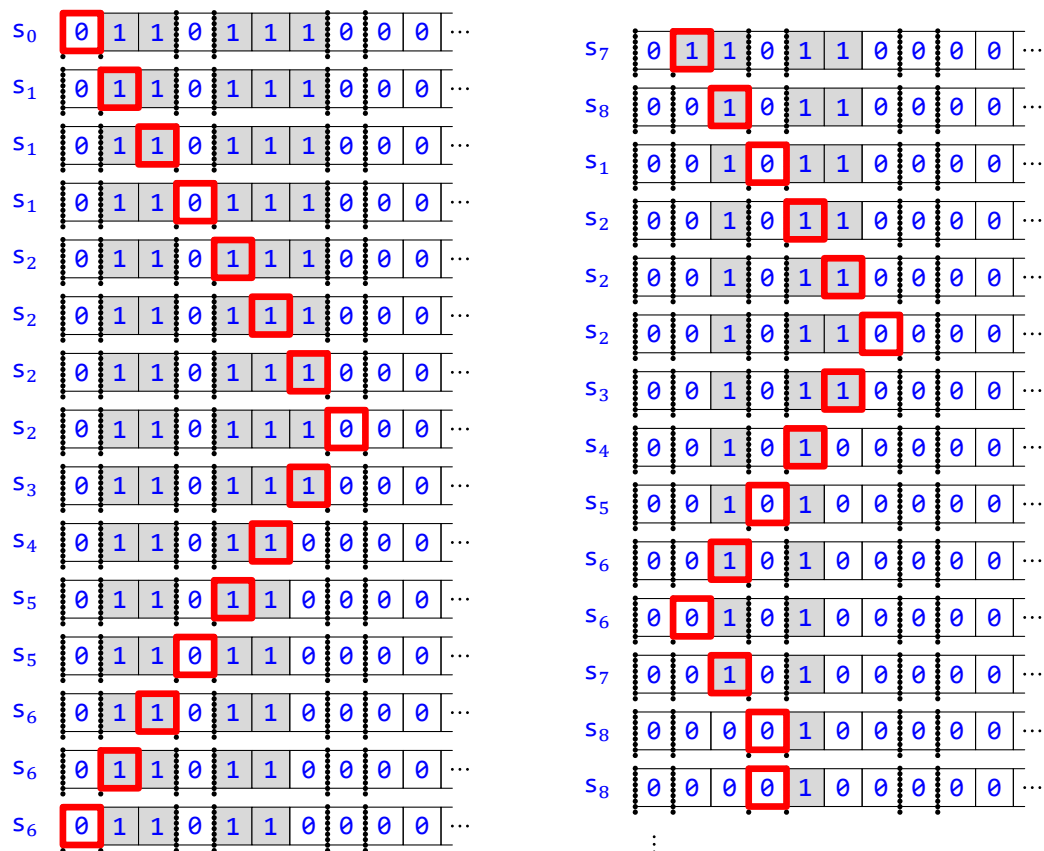 s₀ 0 1 1 0 1 1 1 0 0 0 ···
s₁ 0 1 1 0 1 1 1 0 0 0 ···
s₁ 0 1 1 0 1 1 1 0 0 0 ···
s₁ 0 1 1 0 1 1 1 0 0 0 ···
s₂ 0 1 1 0 1 1 1 0 0 0 ···
s₂ 0 1 1 0 1 1 1 0 0 0 ···
s₂ 0 1 1 0 1 1 1 0 0 0 ···
s₂ 0 1 1 0 1 1 1 0 0 0 ···
s₃ 0 1 1 0 1 1 1 0 0 0 ···
s₄ 0 1 1 0 1 1 0 0 0 0 ···
s₅ 0 1 1 0 1 1 0 0 0 0 ···
s₅ 0 1 1 0 1 1 0 0 0 0 ···
s₆ 0 1 1 0 1 1 0 0 0 0 ···
s₆ 0 1 1 0 1 1 0 0 0 0 ···
s₆ 0 1 1 0 1 1 0 0 0 0 ···
s₇ 0 1 1 0 1 1 0 0 0 0 ···
s₈ 0 0 1 0 1 1 0 0 0 0 ···
s₁ 0 0 1 0 1 1 0 0 0 0 ···
s₂ 0 0 1 0 1 1 0 0 0 0 ···
s₂ 0 0 1 0 1 1 0 0 0 0 ···
s₂ 0 0 1 0 1 1 0 0 0 0 ···
s₃ 0 0 1 0 1 1 0 0 0 0 ···
s₄ 0 0 1 0 1 0 0 0 0 0 ···
s₅ 0 0 1 0 1 0 0 0 0 0 ···
s₆ 0 0 1 0 1 0 0 0 0 0 ···
s₆ 0 0 1 0 1 0 0 0 0 0 ···
s₇ 0 0 1 0 1 0 0 0 0 0 ···
s₈ 0 0 0 0 1 0 0 0 0 0 ···
s₈ 0 0 0 0 1 0 0 0 0 0 ···
⋮